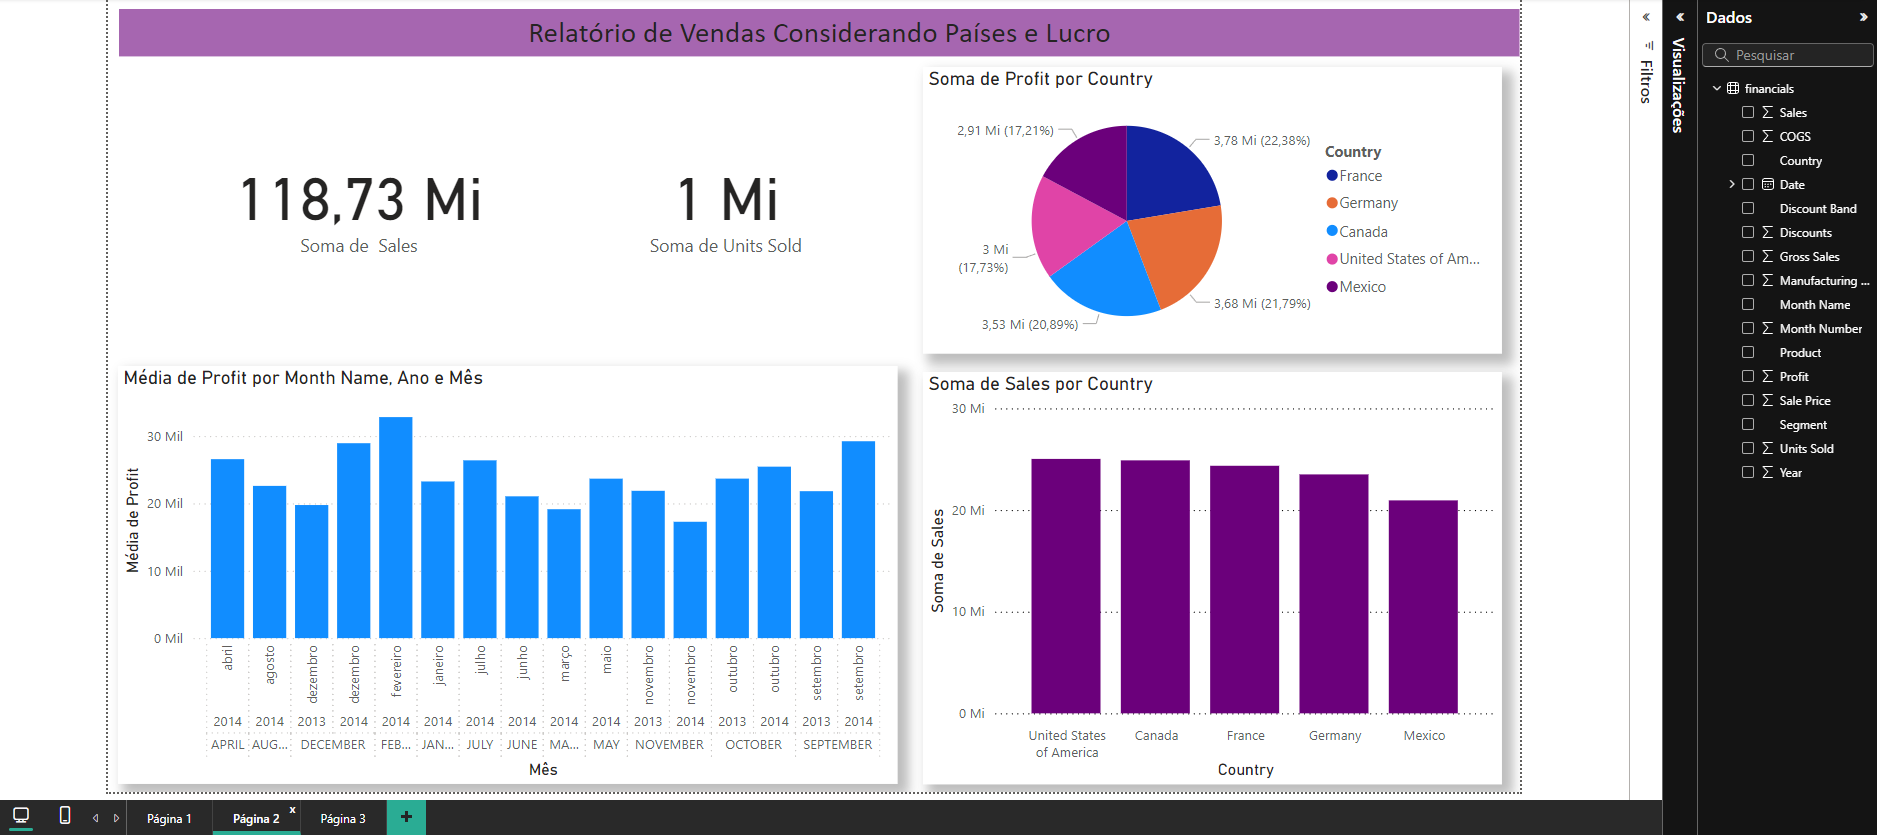 Relatório de Vendas Considerando Países e Lucro
118,73 Mi
Soma de  Sales
1 Mi
Soma de Units Sold
Soma de Profit por Country
2,91 Mi (17,21%)
3,78 Mi (22,38%)
3 Mi
(17,73%)
3,53 Mi (20,89%)
3,68 Mi (21,79%)
Country
France
Germany
Canada
United States of Am...
Mexico
Média de Profit por Month Name, Ano e Mês
Média de Profit
30 Mil
20 Mil
10 Mil
0 Mil
abril agosto dezembro dezembro fevereiro janeiro julho junho março maio novembro novembro outubro outubro setembro setembro
2014 2014 2013 2014 2014 2014 2014 2014 2014 2014 2013 2014 2013 2014 2013 2014
APRIL AUG... DECEMBER FEB... JAN... JULY JUNE MA... MAY NOVEMBER OCTOBER SEPTEMBER
Mês
Soma de Sales por Country
Soma de Sales
30 Mi
20 Mi
10 Mi
0 Mi
United States
of America
Canada
France
Germany
Mexico
Country
Filtros
Visualizações
Dados
Pesquisar
financials
Sales
COGS
Country
Date
Discount Band
Discounts
Gross Sales
Manufacturing ...
Month Name
Month Number
Product
Profit
Sale Price
Segment
Units Sold
Year
Página 1
Página 2
x
Página 3
+